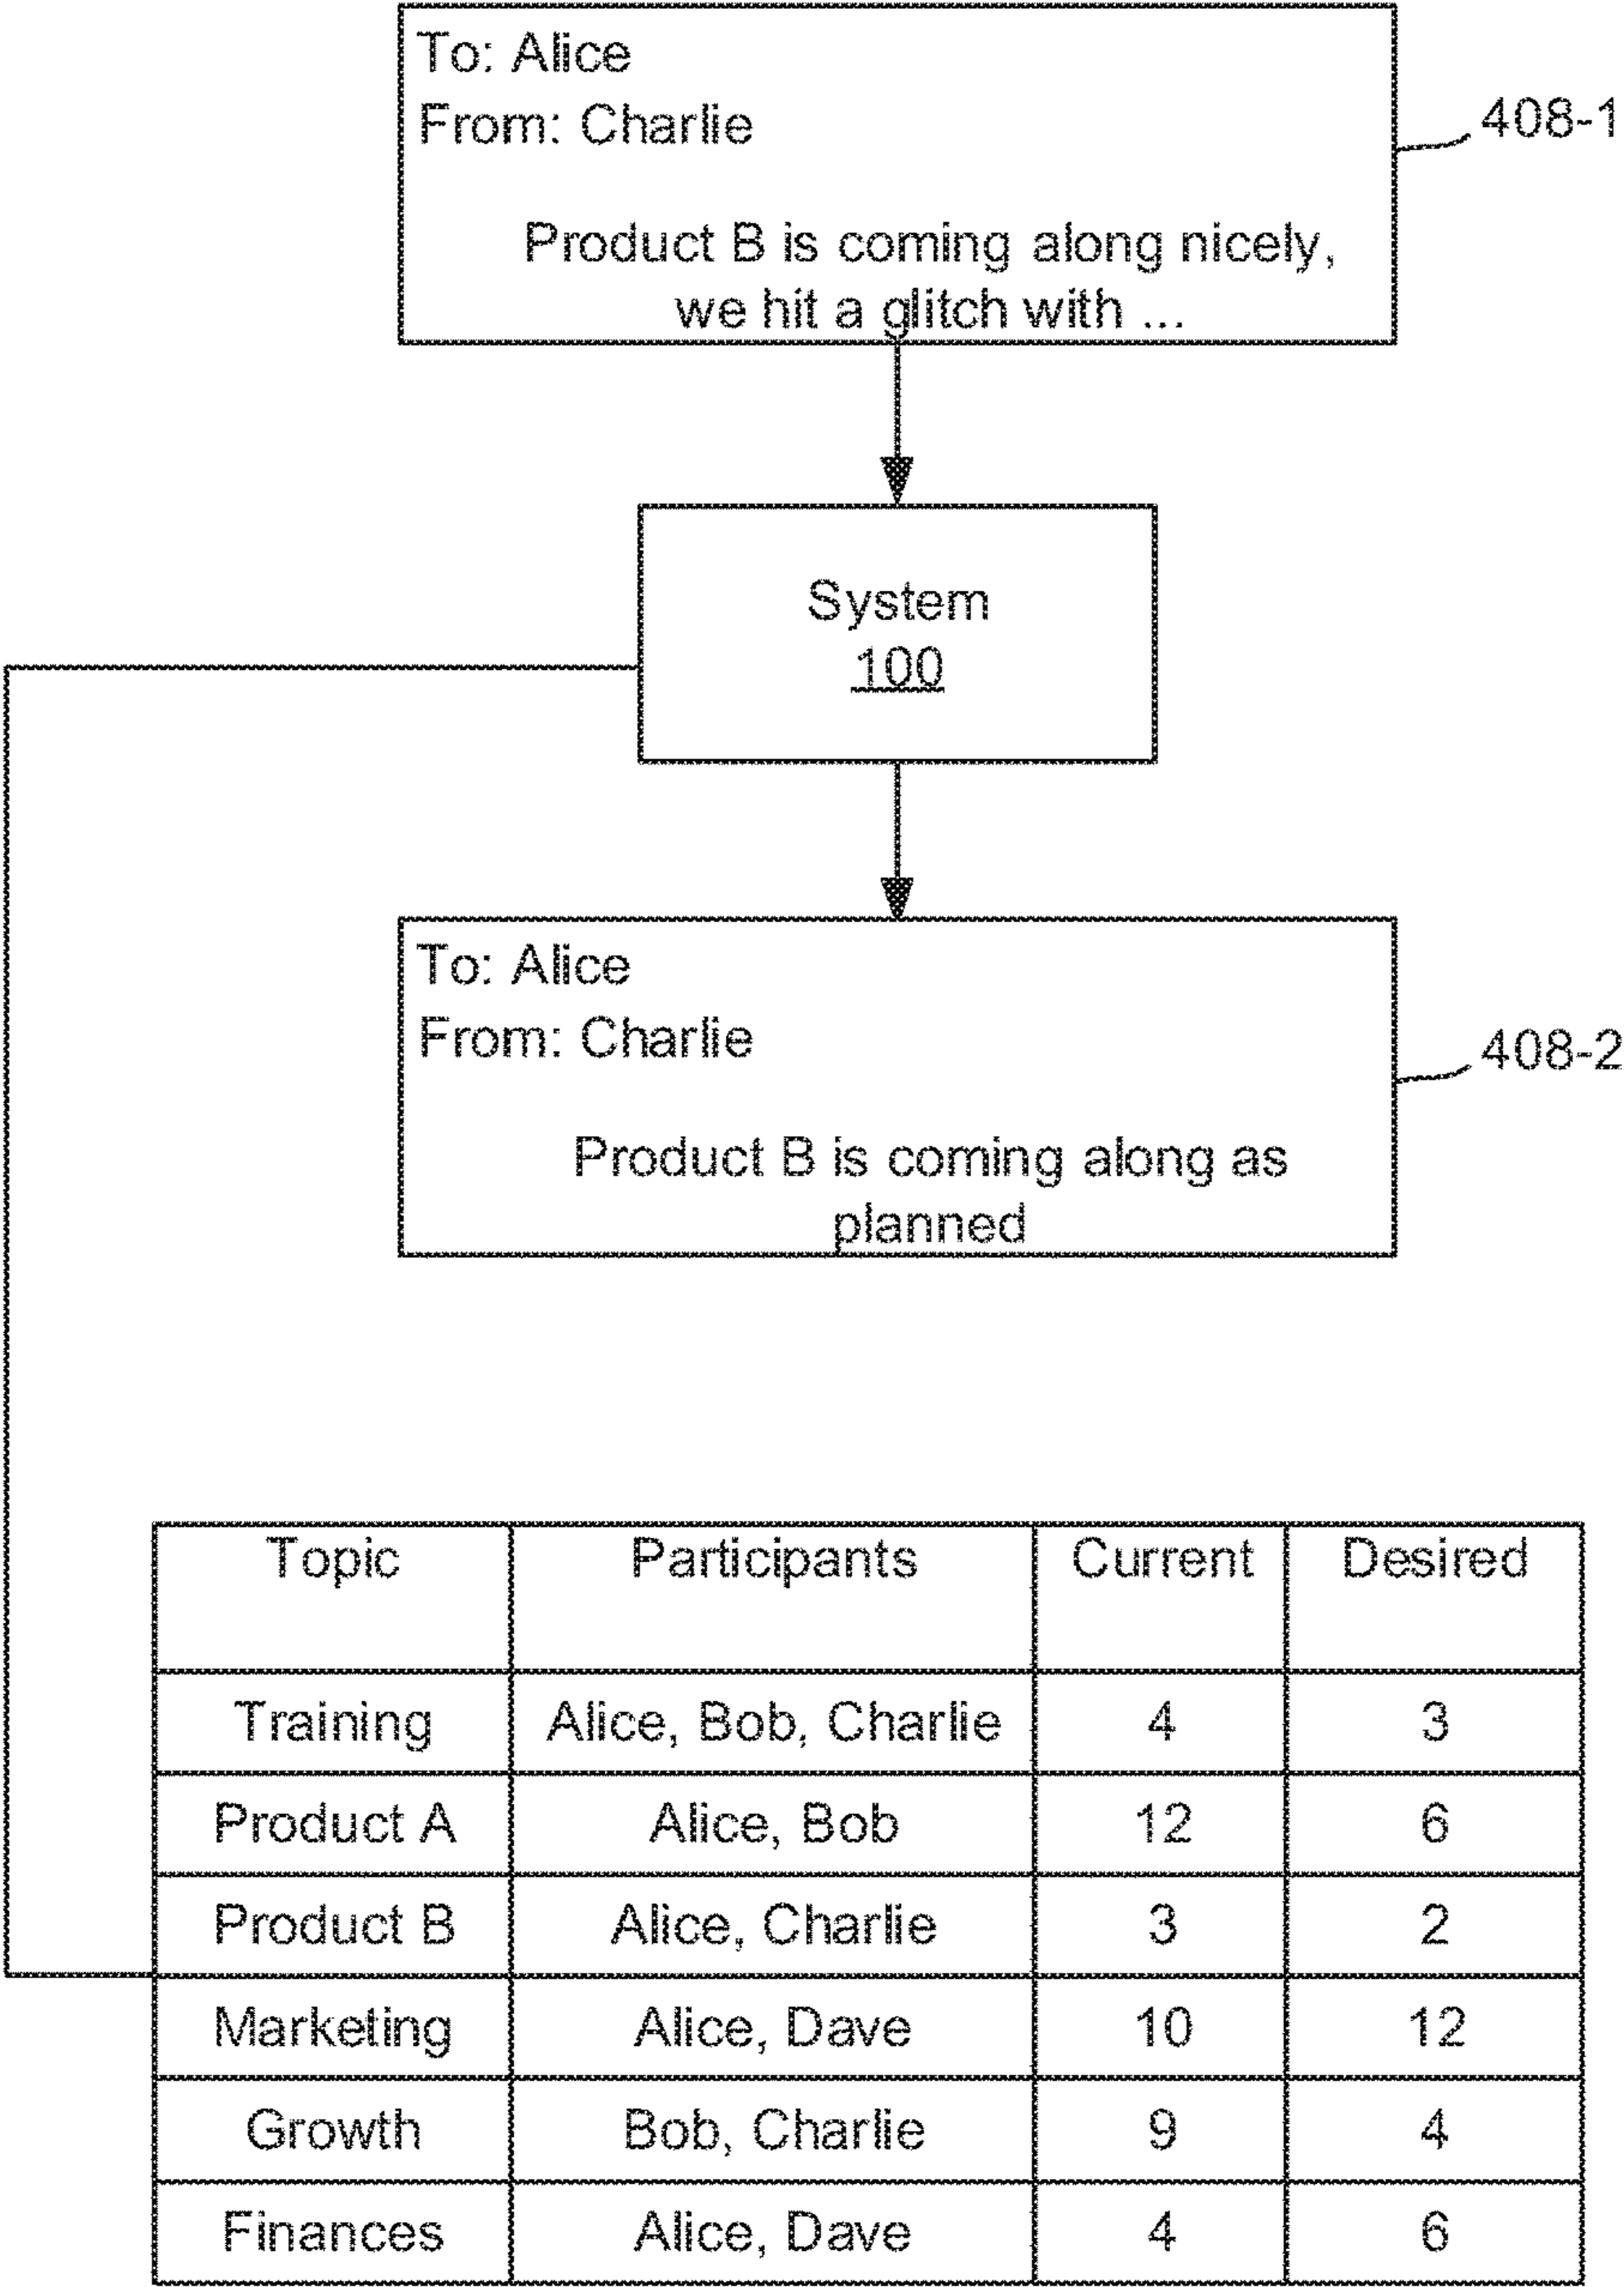 To: Alice
From: Charlie
408-1
Product B is coming along nicely,
we hit a glitch with ...
System
100
To: Alice
From: Charlie
408-2
Product B is coming along as
planned
Topic Participants Current Desired
Training Alice, Bob, Charlie 4 3
Product A Alice, Bob 12 6
Product B Alice, Charlie 3 2
Marketing Alice, Dave 10 12
Growth Bob, Charlie 9 4
Finances Alice, Dave 4 6